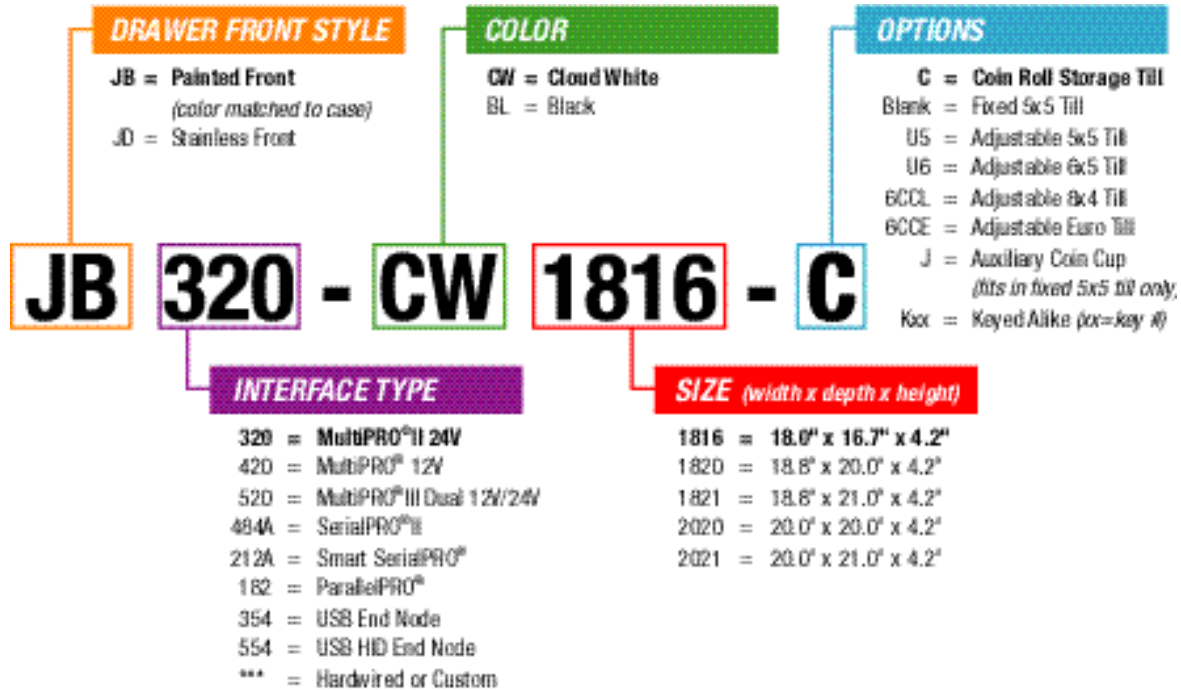 DRAWER FRONT STYLE
JB = Painted Front
(color matched to case)
JD = Stainless Front
COLOR
CW = Cloud White
BL = Black
OPTIONS
C = Coin Roll Storage Till
Blank = Fixed 5x5 Till
U5 = Adjustable 5x5 Till
U6 = Adjustable 6x5 Till
6CCL = Adjustable 8x4 Till
6CCE = Adjustable Euro Till
J = Auxiliary Coin Cup
(fits in fixed 5x5 till only)
Kxx = Keyed Alike (xx=key #)
JB 320 - CW 1816 - C
INTERFACE TYPE
320 = MultiPRO®II 24V
420 = MultiPRO® 12V
520 = MultiPRO®III Dual 12V/24V
484A = SerialPRO®II
212A = Smart SerialPRO®
182 = ParallelPRO®
354 = USB End Node
554 = USB HID End Node
*** = Hardwired or Custom
SIZE (width x depth x height)
1816 = 18.0" x 16.7" x 4.2"
1820 = 18.8" x 20.0" x 4.2"
1821 = 18.8" x 21.0" x 4.2"
2020 = 20.0" x 20.0" x 4.2"
2021 = 20.0" x 21.0" x 4.2"